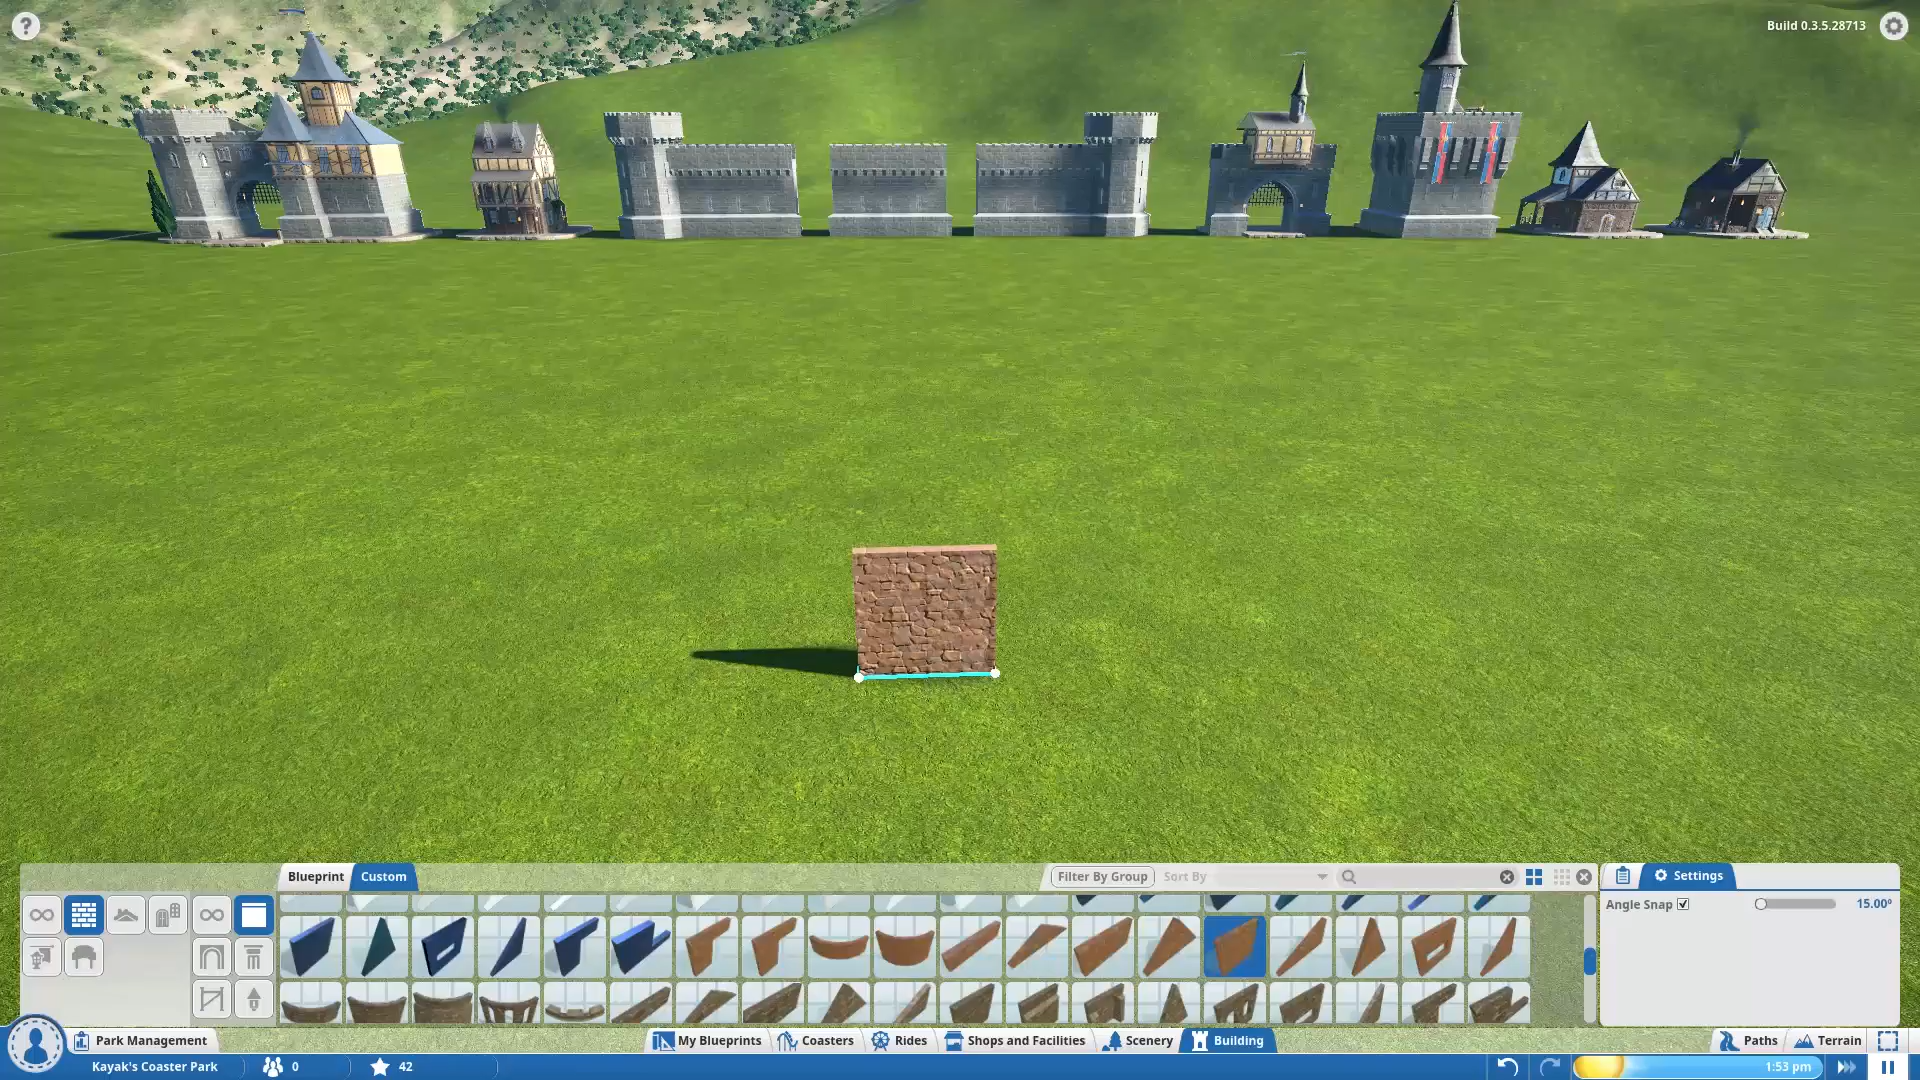 ?
Build 0.3.5.28713
Blueprint
Custom
Filter By Group
Sort By
Settings
Angle Snap
15.00°
Park Management
My Blueprints
Coasters
Rides
Shops and Facilities
Scenery
Building
Paths
Terrain
Kayak's Coaster Park
0
42
1:53 pm